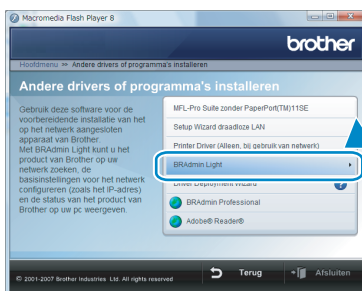 Macromedia Flash Player 8
brother
Hoofdmenu >> Andere drivers of programma's installeren
Andere drivers of programma's installeren
Gebruik deze software voor de
voorbereidende installatie van het
op het netwerk aangesloten
apparaat van Brother.
Met BRAdmin Light kunt u het
product van Brother op uw
netwerk zoeken, de
basisinstellingen voor het netwerk
configureren (zoals het IP-adres)
en de status van het product van
Brother op uw pc weergeven.
MFL-Pro Suite zonder PaperPort(TM)11SE
Setup Wizard draadloze LAN
Printer Driver (Alleen, bij gebruik van netwerk)
BRAdmin Light
Driver Deployment Wizard
BRAdmin Professional
Adobe® Reader®
© 2001-2007 Brother Industries Ltd. All rights reserved
Terug
Afsluiten